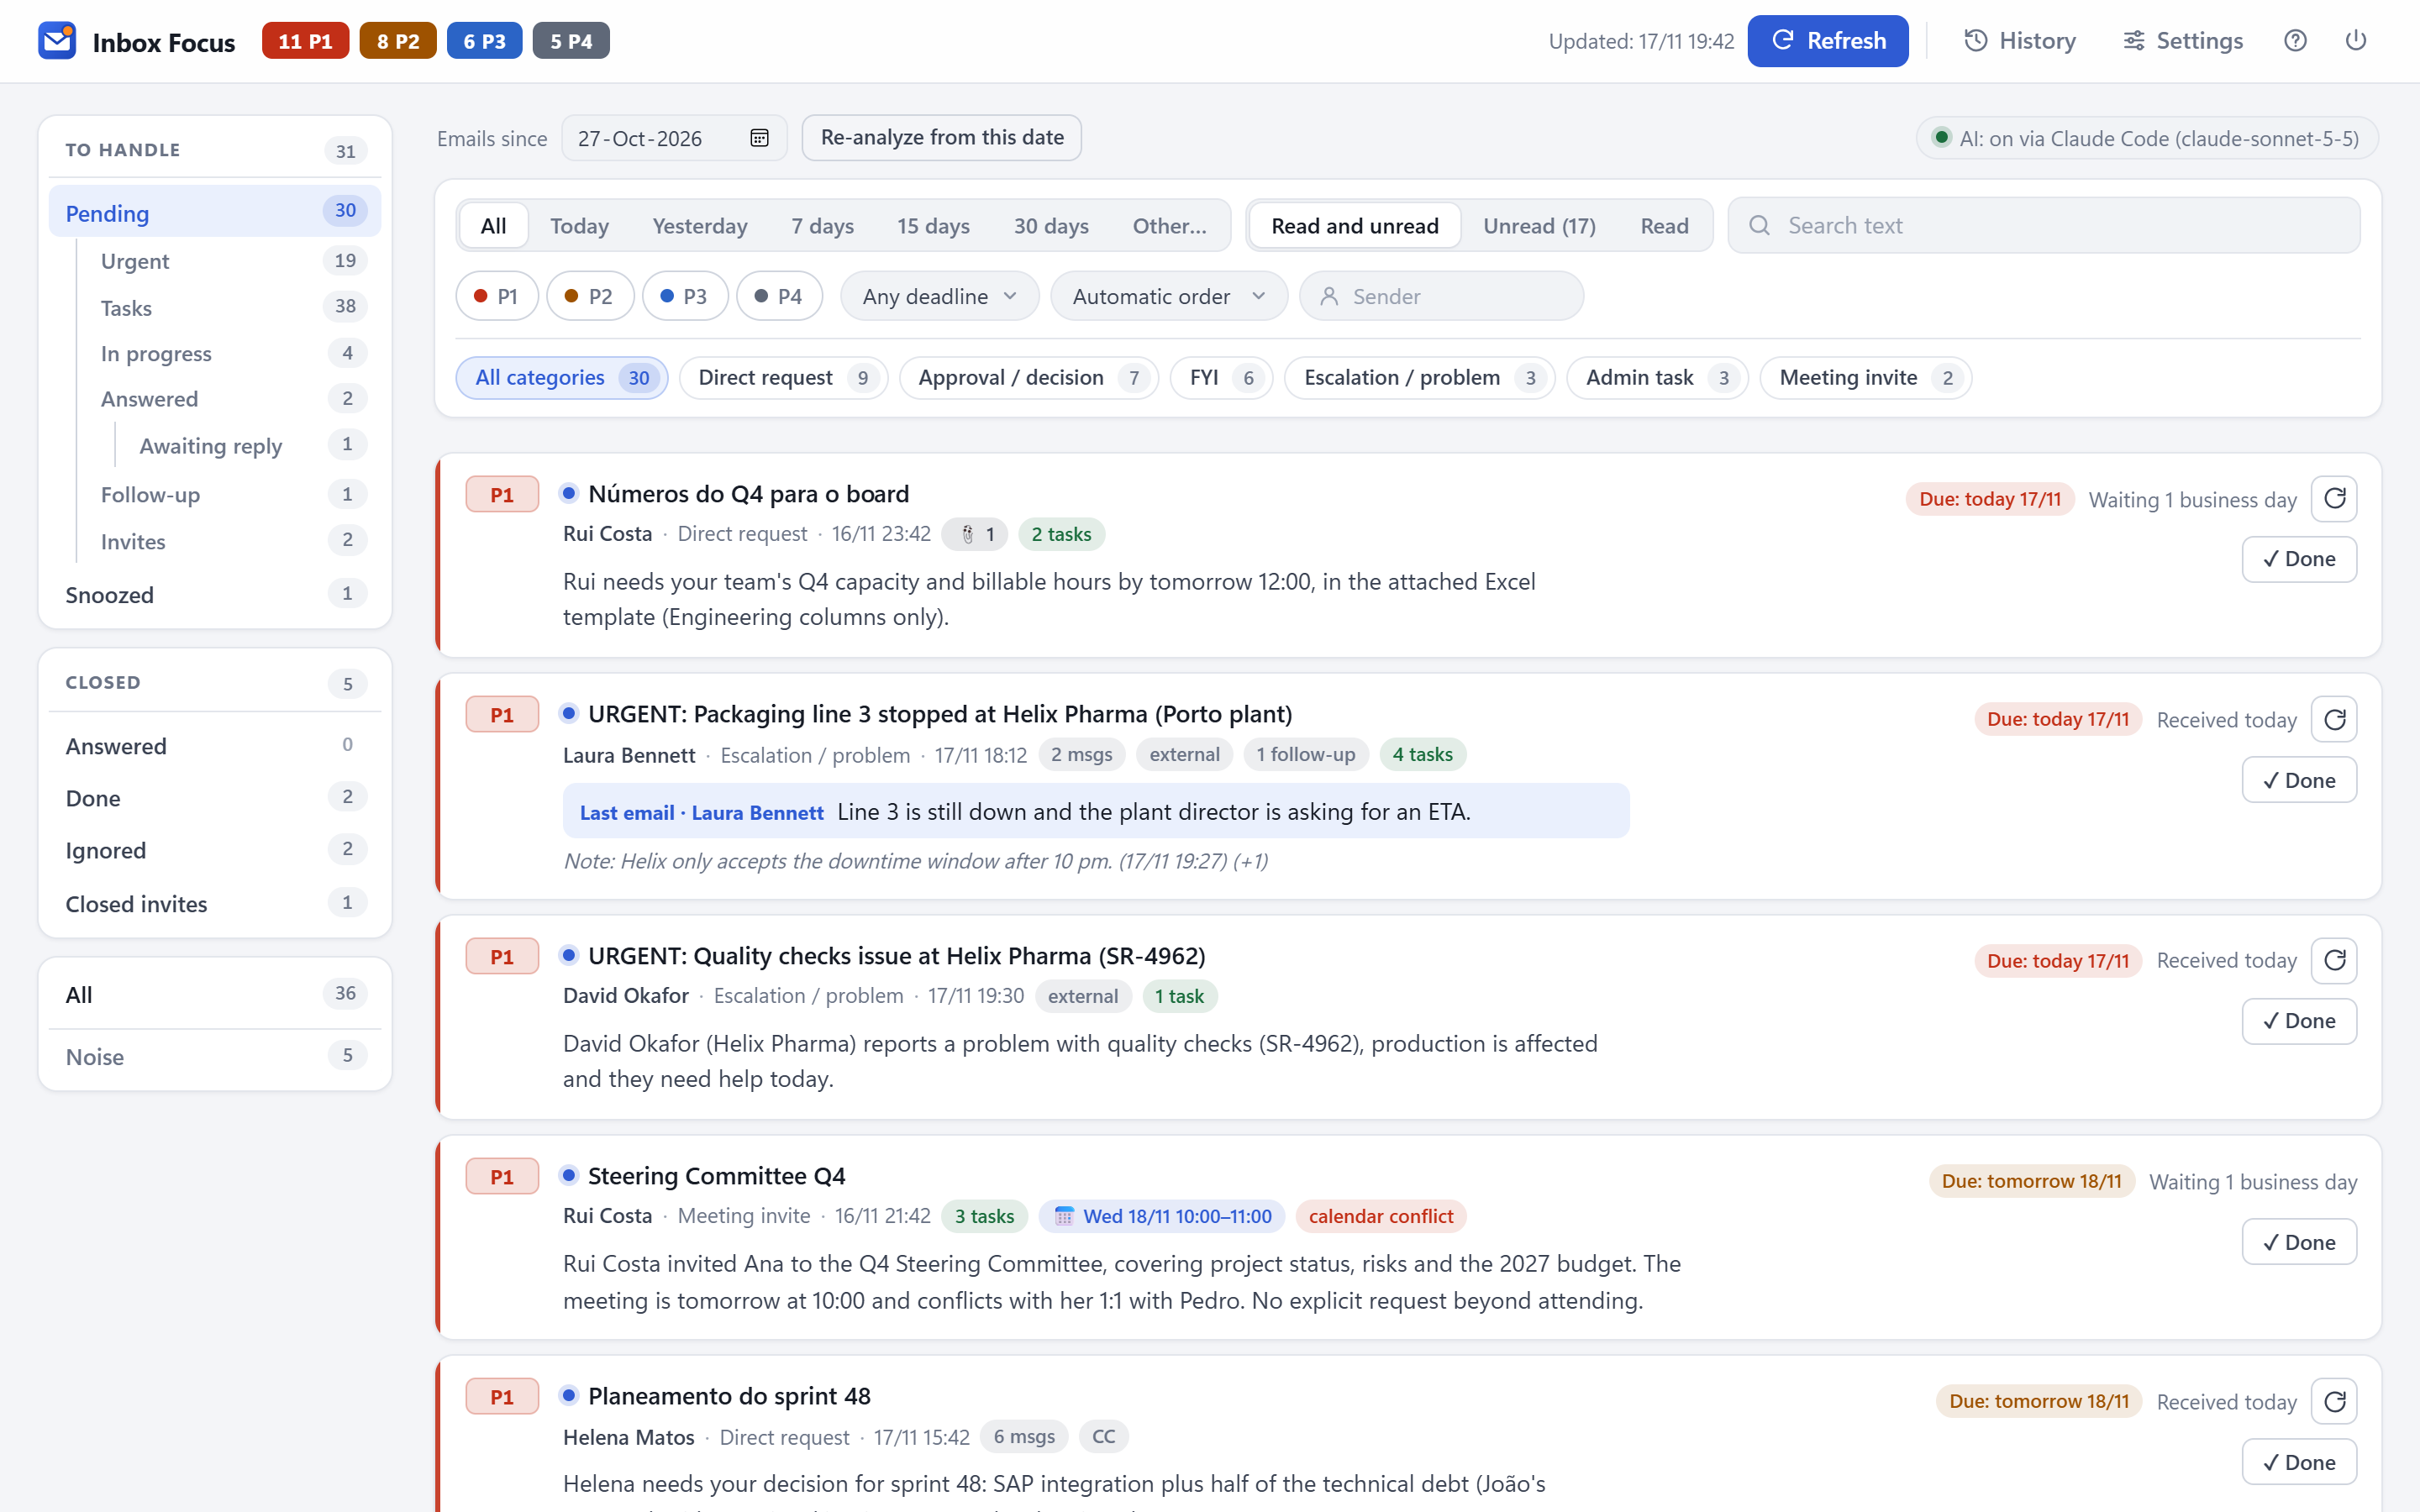 Inbox Focus 11 P1 8 P2 6 P3 5 P4 Updated: 17/11 19:42 Refresh History Settings
TO HANDLE 31
Pending 30
Urgent 19
Tasks 38
In progress 4
Answered 2
Awaiting reply 1
Follow-up 1
Invites 2
Snoozed 1
CLOSED 5
Answered 0
Done 2
Ignored 2
Closed invites 1
All 36
Noise 5
Emails since 27-Oct-2026 Re-analyze from this date AI: on via Claude Code (claude-sonnet-5-5)
All Today Yesterday 7 days 15 days 30 days Other... Read and unread Unread (17) Read Search text
P1 P2 P3 P4 Any deadline Automatic order Sender
All categories 30 Direct request 9 Approval / decision 7 FYI 6 Escalation / problem 3 Admin task 3 Meeting invite 2
P1 Números do Q4 para o board Due: today 17/11 Waiting 1 business day
Rui Costa · Direct request · 16/11 23:42 1 2 tasks
✓ Done
Rui needs your team's Q4 capacity and billable hours by tomorrow 12:00, in the attached Excel
template (Engineering columns only).
P1 URGENT: Packaging line 3 stopped at Helix Pharma (Porto plant) Due: today 17/11 Received today
Laura Bennett · Escalation / problem · 17/11 18:12 2 msgs external 1 follow-up 4 tasks
✓ Done
Last email · Laura Bennett Line 3 is still down and the plant director is asking for an ETA.
Note: Helix only accepts the downtime window after 10 pm. (17/11 19:27) (+1)
P1 URGENT: Quality checks issue at Helix Pharma (SR-4962) Due: today 17/11 Received today
David Okafor · Escalation / problem · 17/11 19:30 external 1 task
✓ Done
David Okafor (Helix Pharma) reports a problem with quality checks (SR-4962), production is affected
and they need help today.
P1 Steering Committee Q4 Due: tomorrow 18/11 Waiting 1 business day
Rui Costa · Meeting invite · 16/11 21:42 3 tasks Wed 18/11 10:00–11:00 calendar conflict
✓ Done
Rui Costa invited Ana to the Q4 Steering Committee, covering project status, risks and the 2027 budget. The
meeting is tomorrow at 10:00 and conflicts with her 1:1 with Pedro. No explicit request beyond attending.
P1 Planeamento do sprint 48 Due: tomorrow 18/11 Received today
Helena Matos · Direct request · 17/11 15:42 6 msgs CC
✓ Done
Helena needs your decision for sprint 48: SAP integration plus half of the technical debt (João's